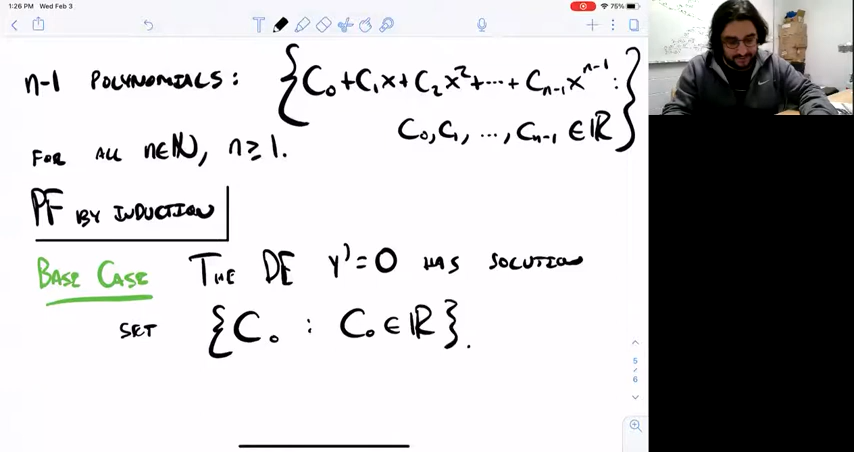 1:26 PM Wed Feb 3
75%
n-1 POLYNOMIALS: {C₀+C₁x+C₂x²+⋯+Cₙ₋₁xⁿ⁻¹ :
C₀,C₁, ⋯, Cₙ₋₁ ∈ ℝ}
FOR ALL n∈ℕ, n≥1.
PF BY INDUCTION
BASE CASE THE DE y'=0 HAS SOLUTION
SET {C₀ : C₀∈ℝ}.
5
/
6